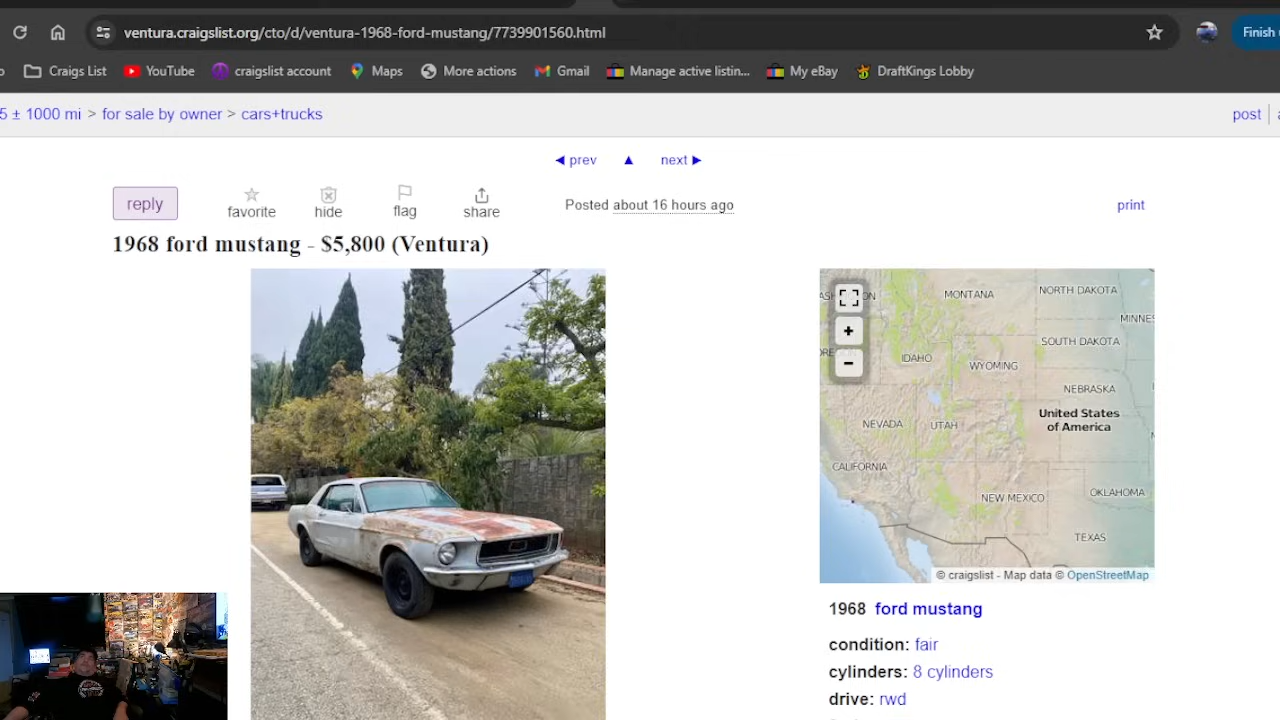 ventura.craigslist.org/cto/d/ventura-1968-ford-mustang/7739901560.html
Finish
Craigs List
YouTube
craigslist account
Maps
More actions
Gmail
Manage active listin...
My eBay
DraftKings Lobby
5 ± 1000 mi > for sale by owner > cars+trucks
post
◀ prev ▲ next ▶
reply
favorite
hide
flag
share
Posted about 16 hours ago
print
1968 ford mustang - $5,800 (Ventura)
MONTANA
NORTH DAKOTA
MINNES
SOUTH DAKOTA
IDAHO
WYOMING
NEBRASKA
United States
of America
NEVADA
UTAH
CALIFORNIA
OKLAHOMA
NEW MEXICO
TEXAS
© craigslist - Map data © OpenStreetMap
1968 ford mustang
condition: fair
cylinders: 8 cylinders
drive: rwd